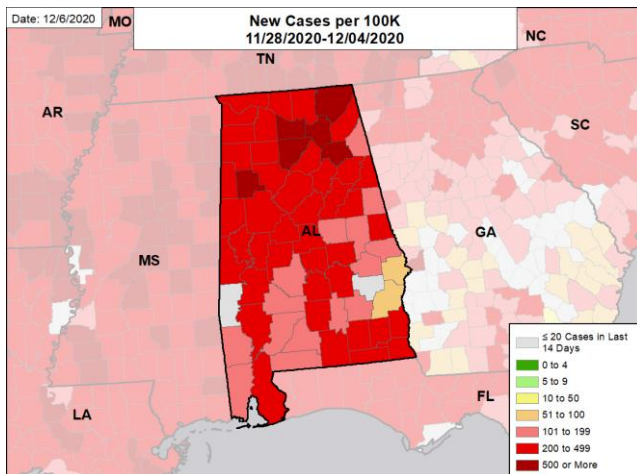 Date: 12/6/2020
New Cases per 100K
11/28/2020-12/04/2020
MO
NC
TN
AR
SC
AL
MS
GA
LA
FL
≤ 20 Cases in Last
14 Days
0 to 4
5 to 9
10 to 50
51 to 100
101 to 199
200 to 499
500 or More